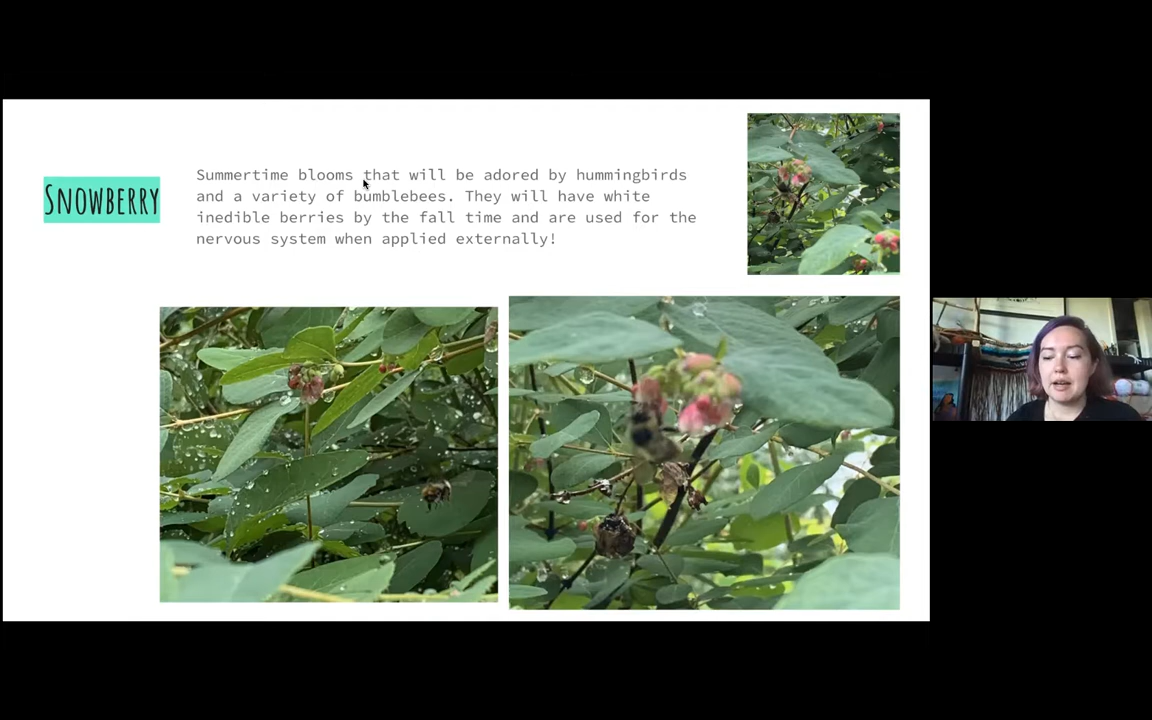 Snowberry
Summertime blooms that will be adored by hummingbirds
and a variety of bumblebees. They will have white
inedible berries by the fall time and are used for the
nervous system when applied externally!